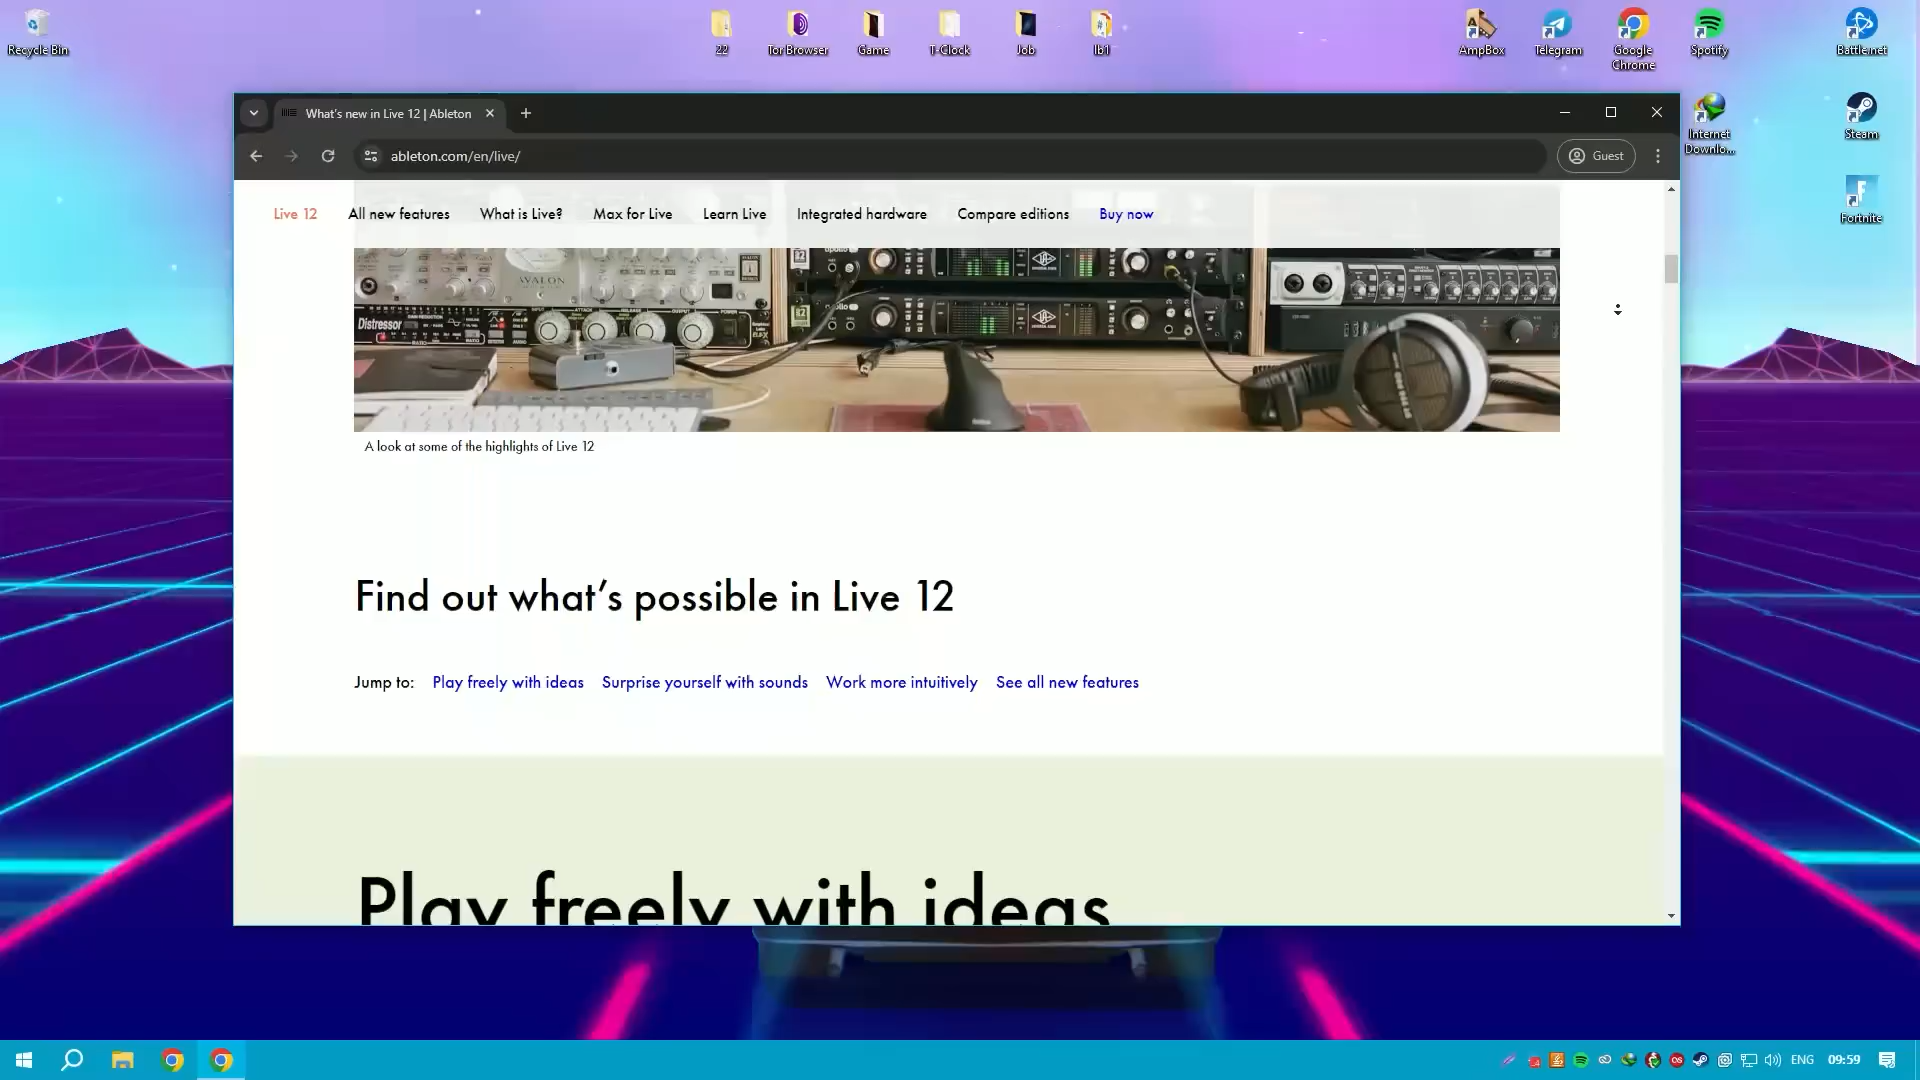 Recycle Bin
22
Tor Browser
Game
T-Clock
Job
lb1
AmpBox
Telegram
Google
Chrome
Spotify
Battle.net
Internet
Downlo...
Steam
Fortnite
What's new in Live 12 | Ableton
ableton.com/en/live/
Guest
Live 12
All new features
What is Live?
Max for Live
Learn Live
Integrated hardware
Compare editions
Buy now
AVALON
Distressor
A look at some of the highlights of Live 12
Find out what’s possible in Live 12
Jump to: Play freely with ideas Surprise yourself with sounds Work more intuitively See all new features
Play freely with ideas
ENG
09:59